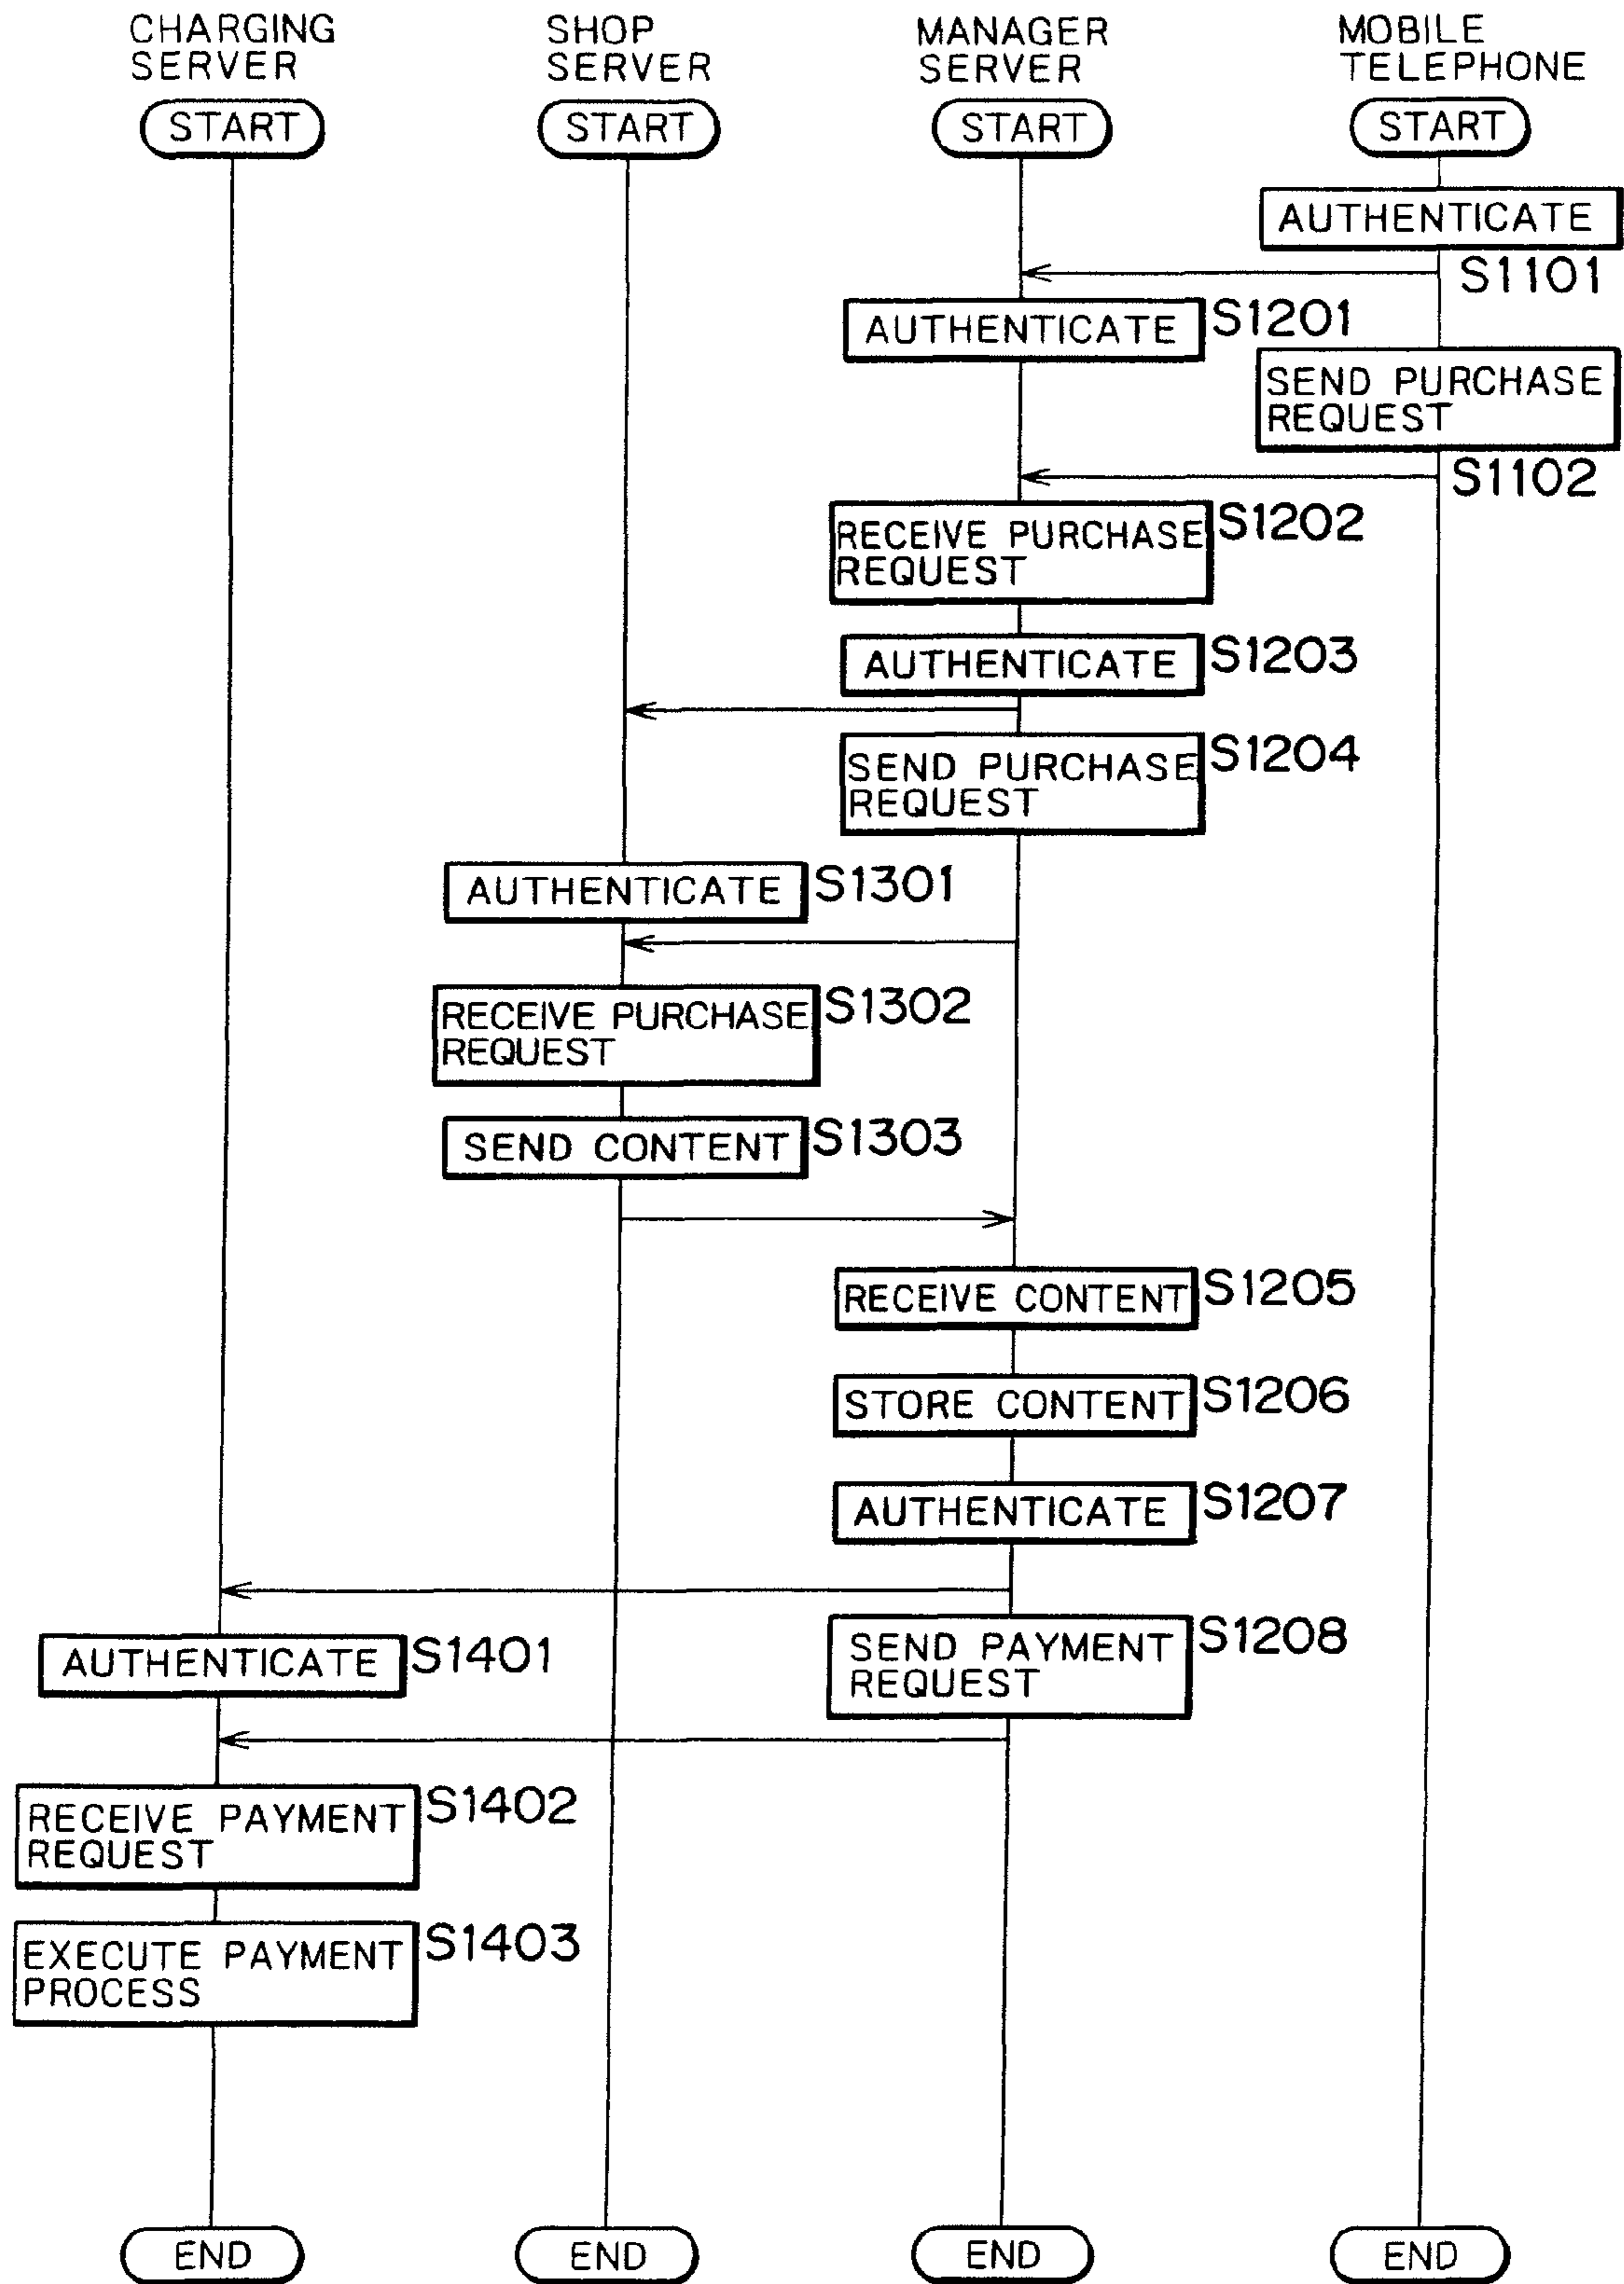 CHARGING
SERVER
SHOP
SERVER
MANAGER
SERVER
MOBILE
TELEPHONE
START
START
START
START
AUTHENTICATE
S1101
AUTHENTICATE
S1201
SEND PURCHASE
REQUEST
S1102
RECEIVE PURCHASE
REQUEST
S1202
AUTHENTICATE
S1203
SEND PURCHASE
REQUEST
S1204
AUTHENTICATE
S1301
RECEIVE PURCHASE
REQUEST
S1302
SEND CONTENT
S1303
RECEIVE CONTENT
S1205
STORE CONTENT
S1206
AUTHENTICATE
S1207
SEND PAYMENT
REQUEST
S1208
AUTHENTICATE
S1401
RECEIVE PAYMENT
REQUEST
S1402
EXECUTE PAYMENT
PROCESS
S1403
END
END
END
END